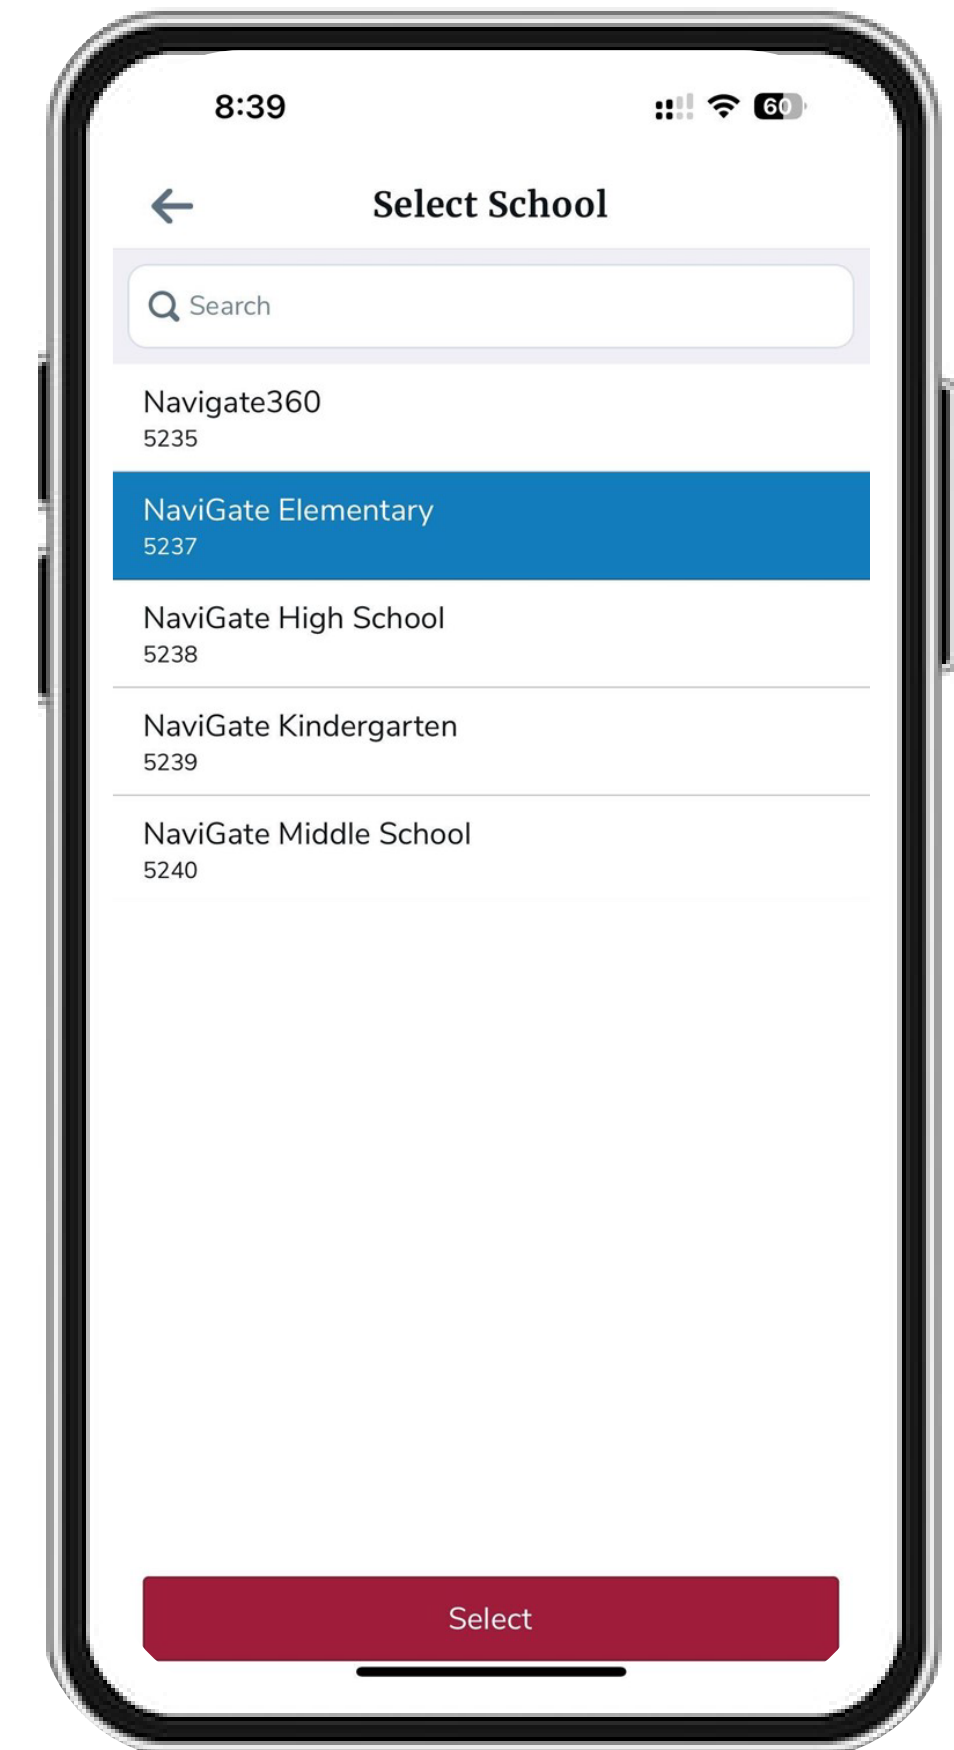 8:39
60
Select School
Search
Navigate360
5235
NaviGate Elementary
5237
NaviGate High School
5238
NaviGate Kindergarten
5239
NaviGate Middle School
5240
Select